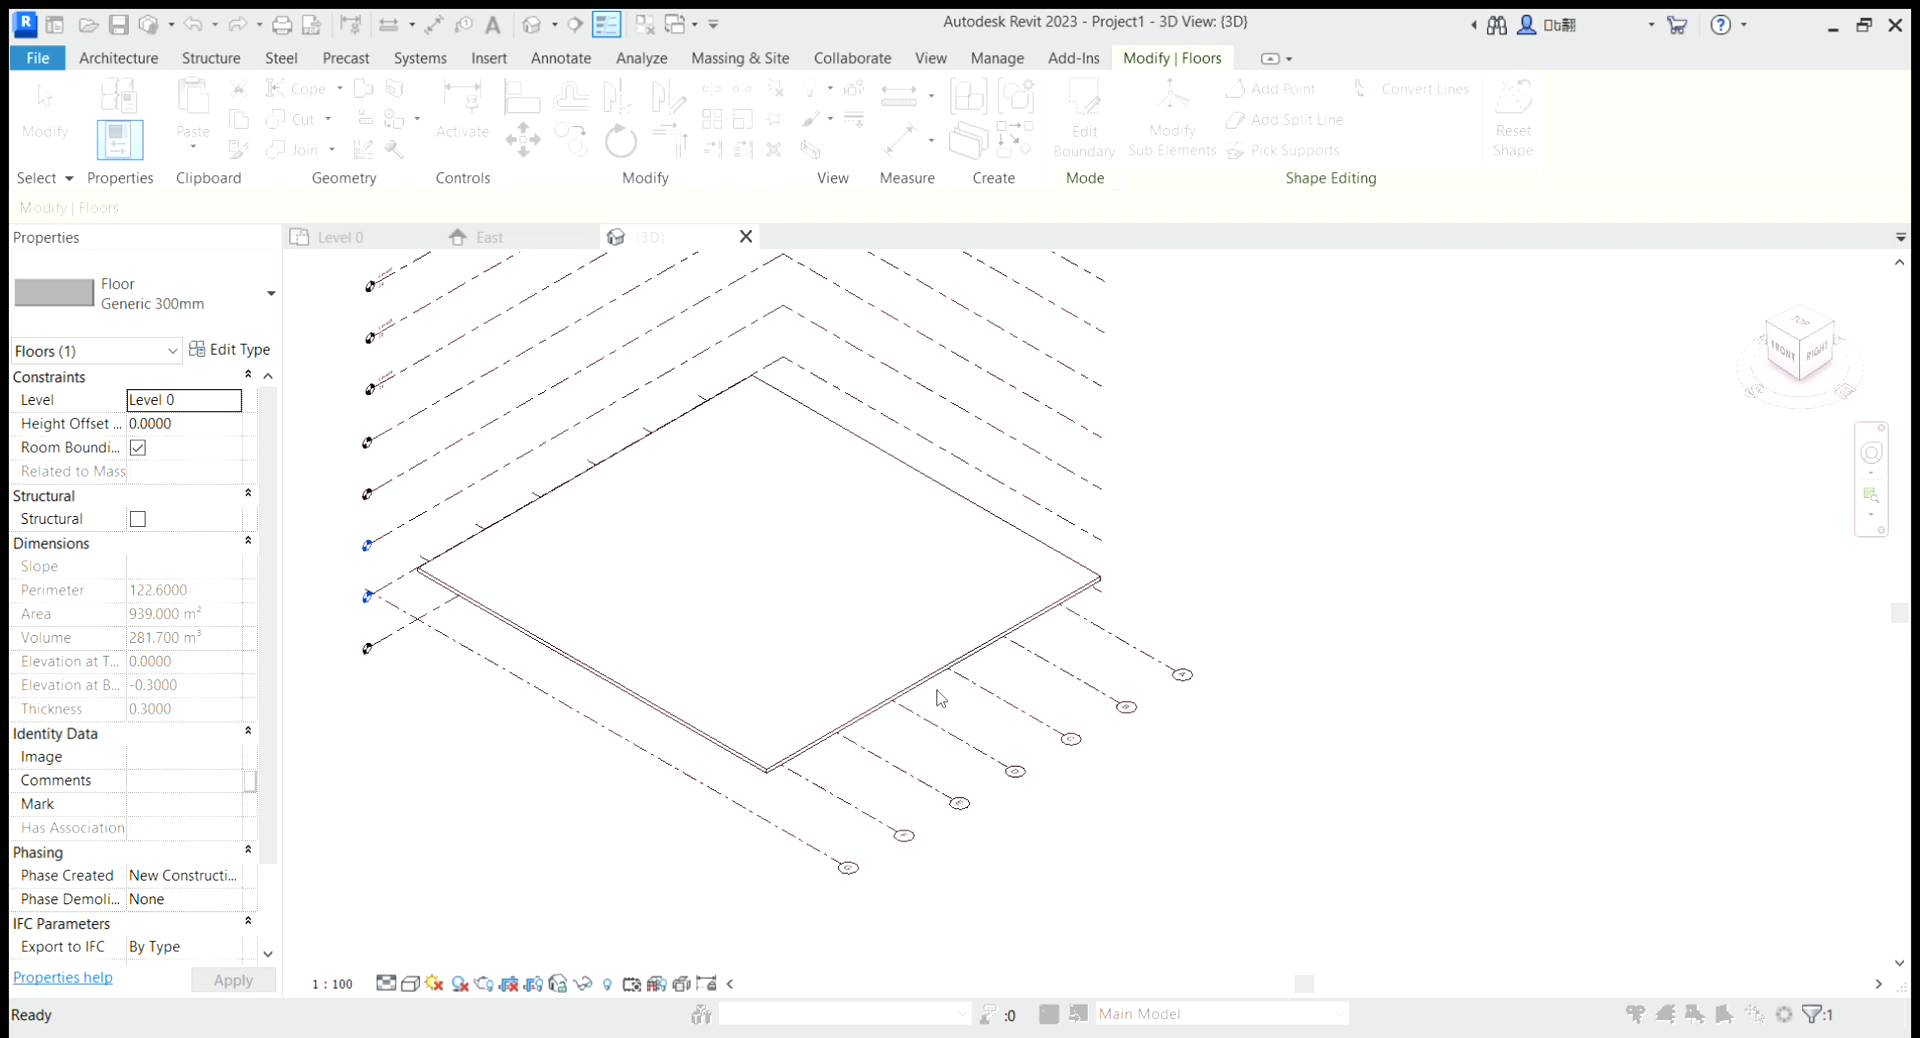 Autodesk Revit 2023 - Project1 - 3D View: {3D}
File Architecture Structure Steel Precast Systems Insert Annotate Analyze Massing & Site Collaborate View Manage Add-Ins Modify | Floors
Modify
Paste
Cope
Cut
Join
Activate
Edit Boundary
Modify Sub Elements
Add Point
Add Split Line
Pick Supports
Convert Lines
Reset Shape
Select Properties Clipboard Geometry Controls Modify View Measure Create Mode Shape Editing
Modify | Floors
Properties
Level 0
East
{3D}
Floor
Generic 300mm
Floors (1)
Edit Type
Constraints
Level Level 0
Height Offset ... 0.0000
Room Boundi...
Related to Mass
Structural
Structural
Dimensions
Slope
Perimeter 122.6000
Area 939.000 m²
Volume 281.700 m³
Elevation at T... 0.0000
Elevation at B... -0.3000
Thickness 0.3000
Identity Data
Image
Comments
Mark
Has Association
Phasing
Phase Created New Constructi...
Phase Demoli... None
IFC Parameters
Export to IFC By Type
Properties help
Apply
TOP
FRONT
RIGHT
A
B
C
D
E
F
G
1 : 100
Ready
:0
Main Model
:1